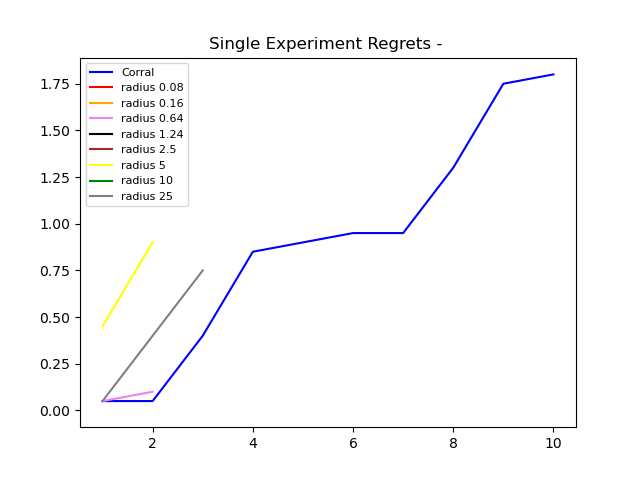 Single Experiment Regrets -
Corral
radius 0.08
radius 0.16
radius 0.64
radius 1.24
radius 2.5
radius 5
radius 10
radius 25
1.75
1.50
1.25
1.00
0.75
0.50
0.25
0.00
2 4 6 8 10